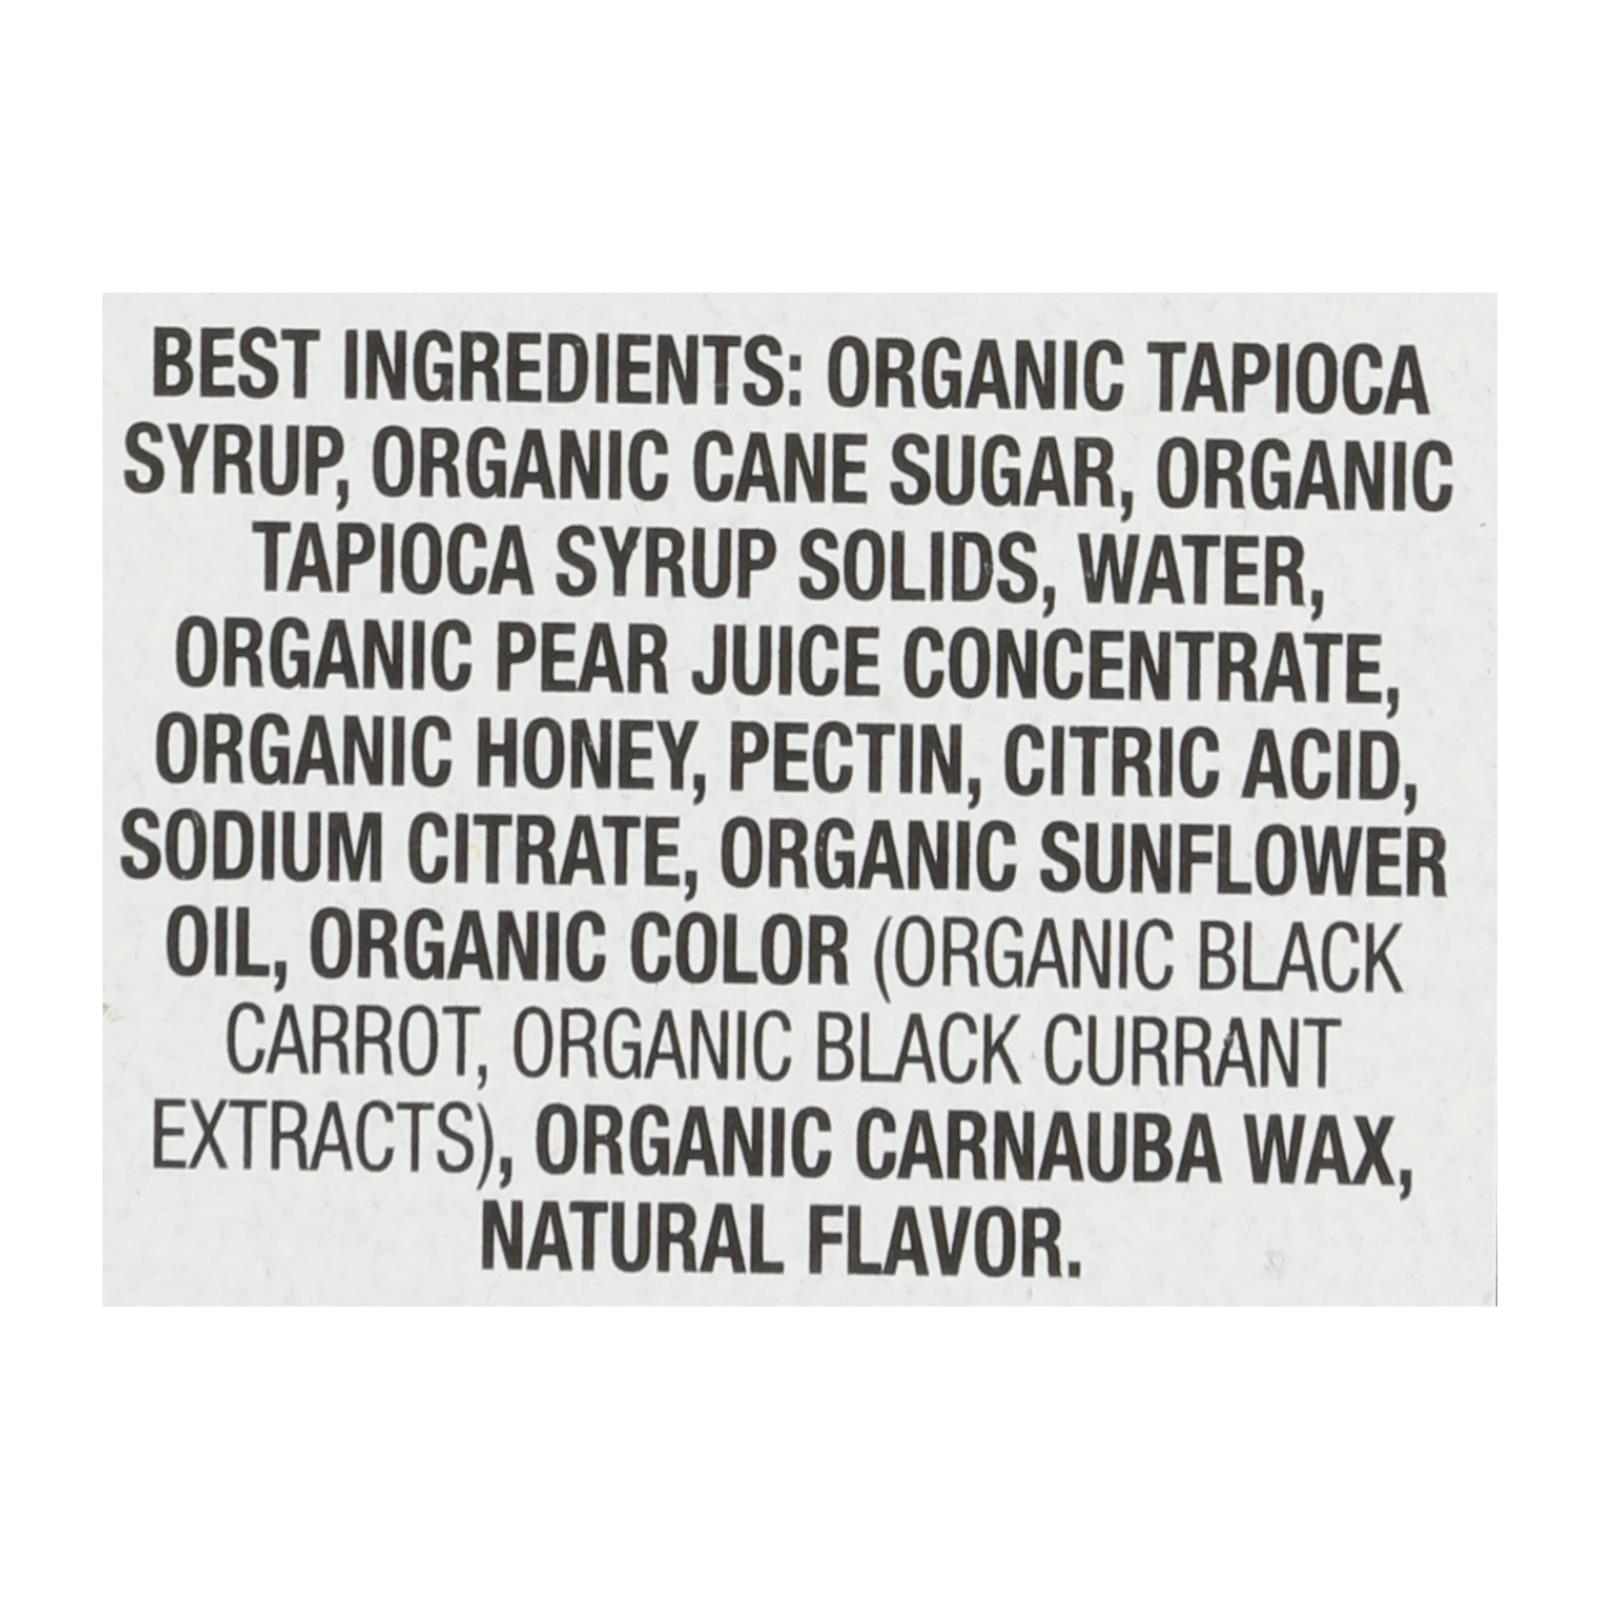 BEST INGREDIENTS: ORGANIC TAPIOCA
SYRUP, ORGANIC CANE SUGAR, ORGANIC
TAPIOCA SYRUP SOLIDS, WATER,
ORGANIC PEAR JUICE CONCENTRATE,
ORGANIC HONEY, PECTIN, CITRIC ACID,
SODIUM CITRATE, ORGANIC SUNFLOWER
OIL, ORGANIC COLOR (ORGANIC BLACK
CARROT, ORGANIC BLACK CURRANT
EXTRACTS), ORGANIC CARNAUBA WAX,
NATURAL FLAVOR.